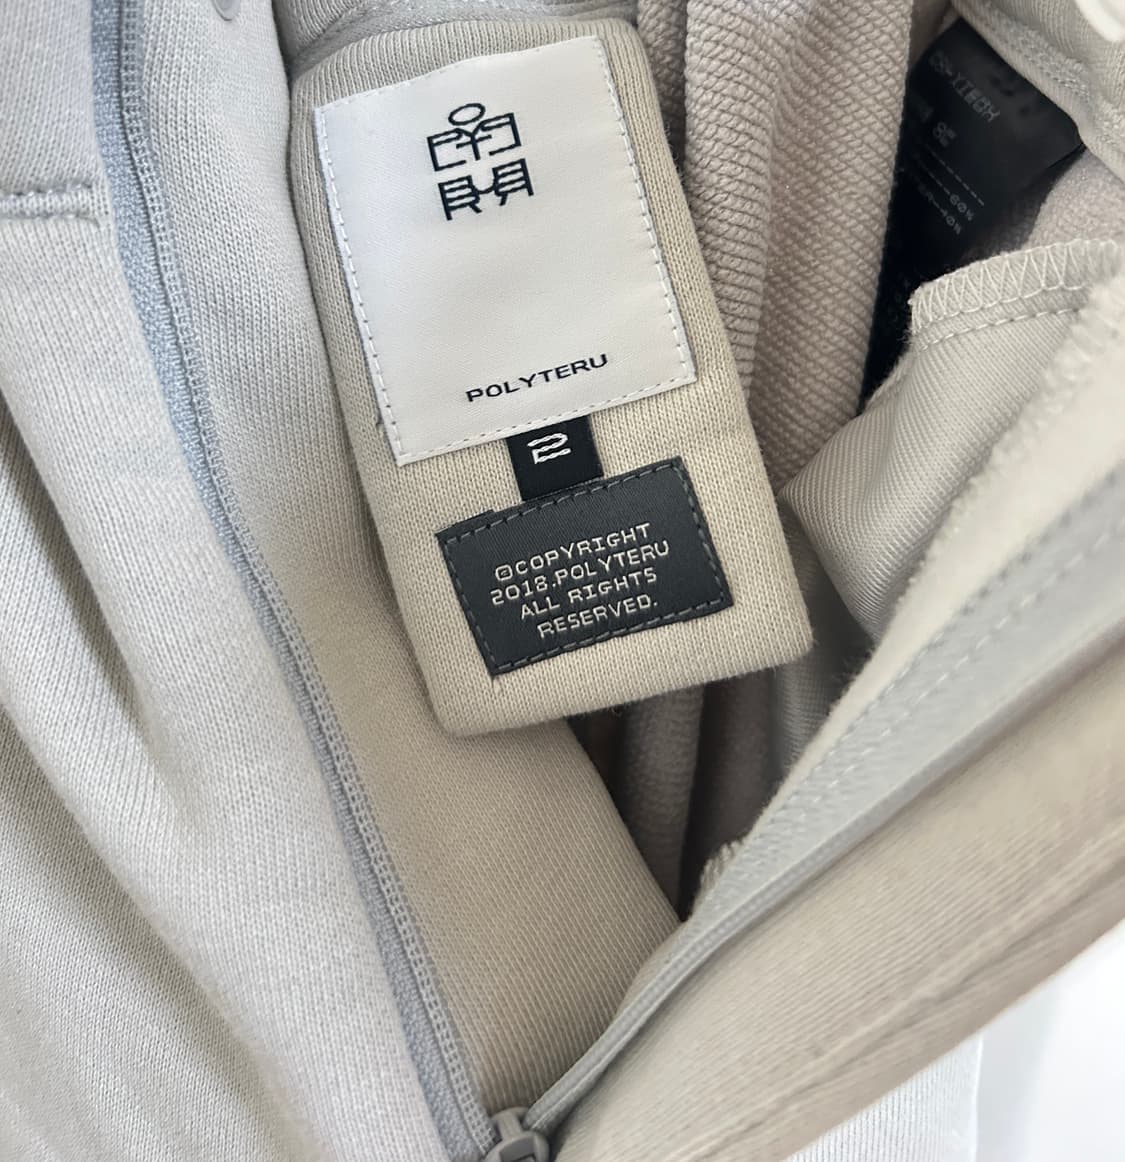 POLYTERU
2
©COPYRIGHT
2018.POLYTERU
ALL RIGHTS
RESERVED.